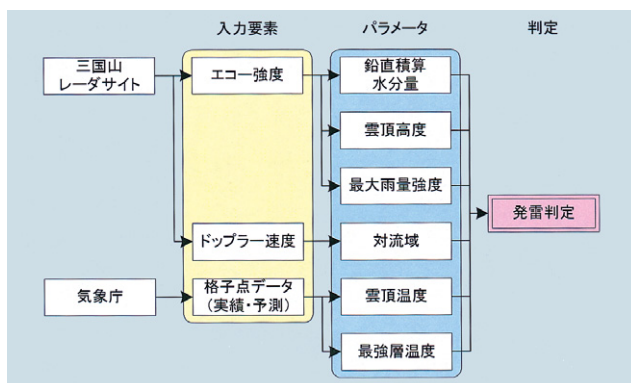 入力要素
パラメータ
判定
三国山
レーダサイト
エコー強度
鉛直積算
水分量
雲頂高度
最大雨量強度
発雷判定
ドップラー速度
対流域
気象庁
格子点データ
（実績・予測）
雲頂温度
最強層温度